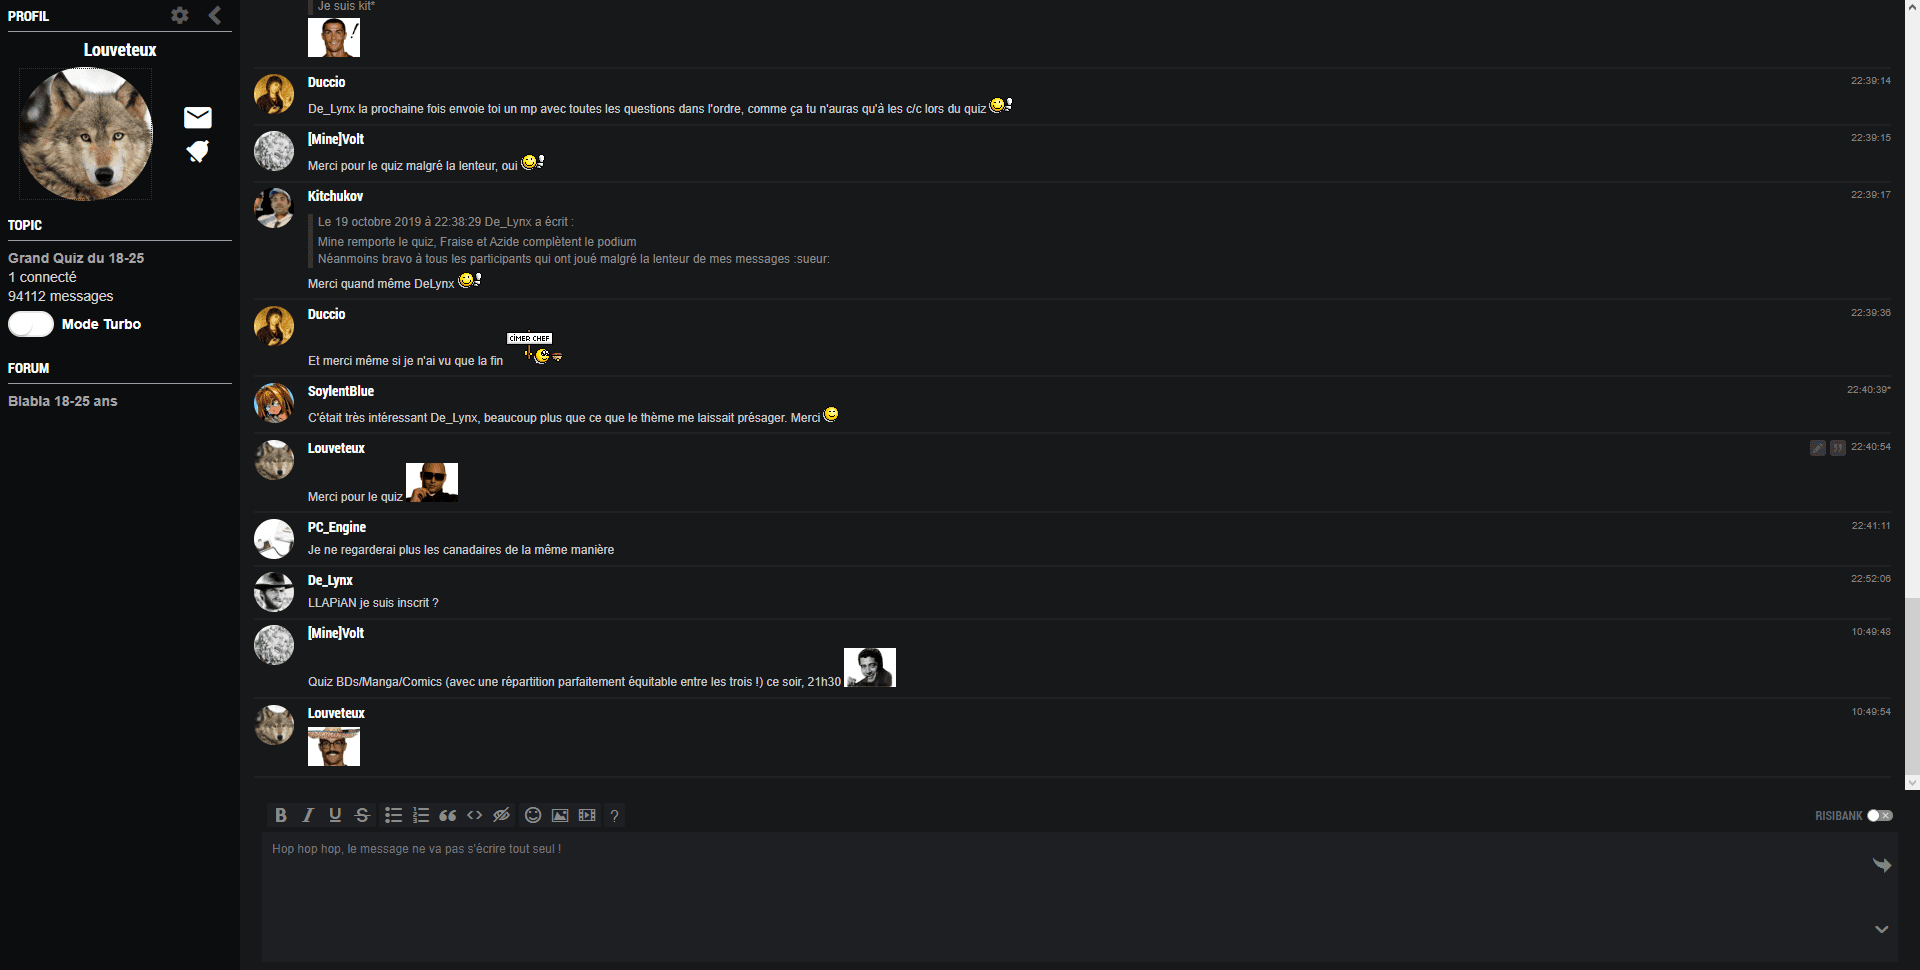 PROFIL
Louveteux
TOPIC
Grand Quiz du 18-25
1 connecté
94112 messages
Mode Turbo
FORUM
Blabla 18-25 ans
Je suis kit*
Duccio
22:39:14
De_Lynx la prochaine fois envoie toi un mp avec toutes les questions dans l'ordre, comme ça tu n'auras qu'à les c/c lors du quiz
[Mine]Volt
22:39:15
Merci pour le quiz malgré la lenteur, oui
Kitchukov
22:39:17
Le 19 octobre 2019 à 22:38:29 De_Lynx a écrit :
Mine remporte le quiz, Fraise et Azide complètent le podium
Néanmoins bravo à tous les participants qui ont joué malgré la lenteur de mes messages :sueur:
Merci quand même DeLynx
Duccio
22:39:36
CIMER CHEF
Et merci même si je n'ai vu que la fin
SoylentBlue
22:40:39*
C'était très intéressant De_Lynx, beaucoup plus que ce que le thème me laissait présager. Merci
Louveteux
22:40:54
Merci pour le quiz
PC_Engine
22:41:11
Je ne regarderai plus les canadaires de la même manière
De_Lynx
22:52:06
LLAPiAN je suis inscrit ?
[Mine]Volt
10:49:48
Quiz BDs/Manga/Comics (avec une répartition parfaitement équitable entre les trois !) ce soir, 21h30
Louveteux
10:49:54
B I U S ?
RISIBANK
Hop hop hop, le message ne va pas s'écrire tout seul !